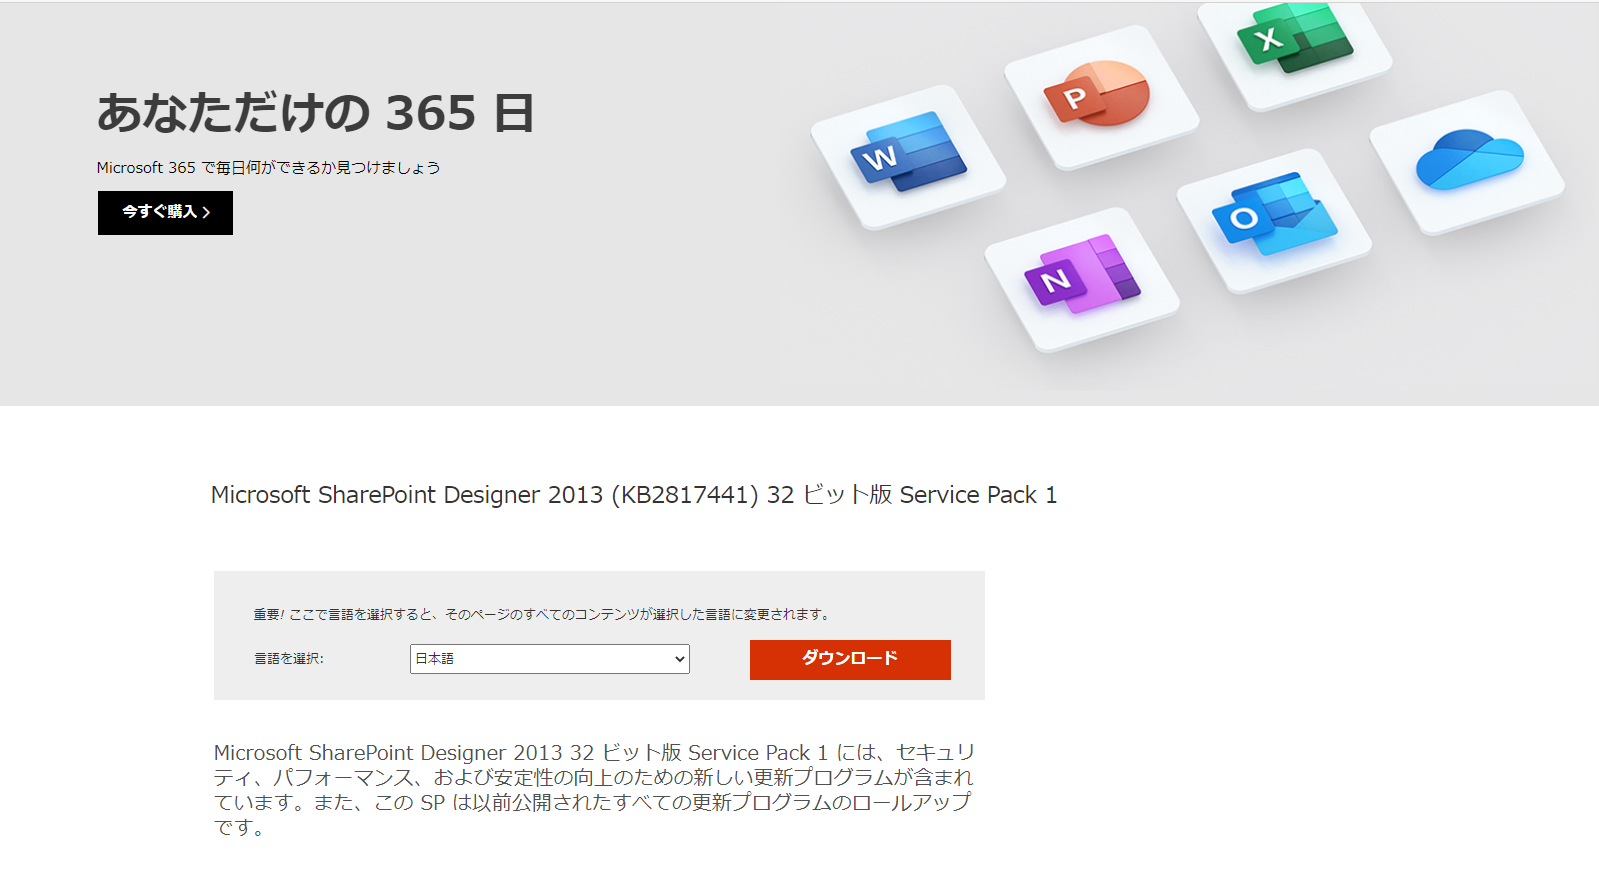 あなただけの 365 日
Microsoft 365 で毎日何ができるか見つけましょう
今すぐ購入
W
P
X
N
O
Microsoft SharePoint Designer 2013 (KB2817441) 32 ビット版 Service Pack 1
重要! ここで言語を選択すると、そのページのすべてのコンテンツが選択した言語に変更されます。
言語を選択:
日本語
ダウンロード
Microsoft SharePoint Designer 2013 32 ビット版 Service Pack 1 には、セキュリ
ティ、パフォーマンス、および安定性の向上のための新しい更新プログラムが含まれ
ています。また、この SP は以前公開されたすべての更新プログラムのロールアップ
です。